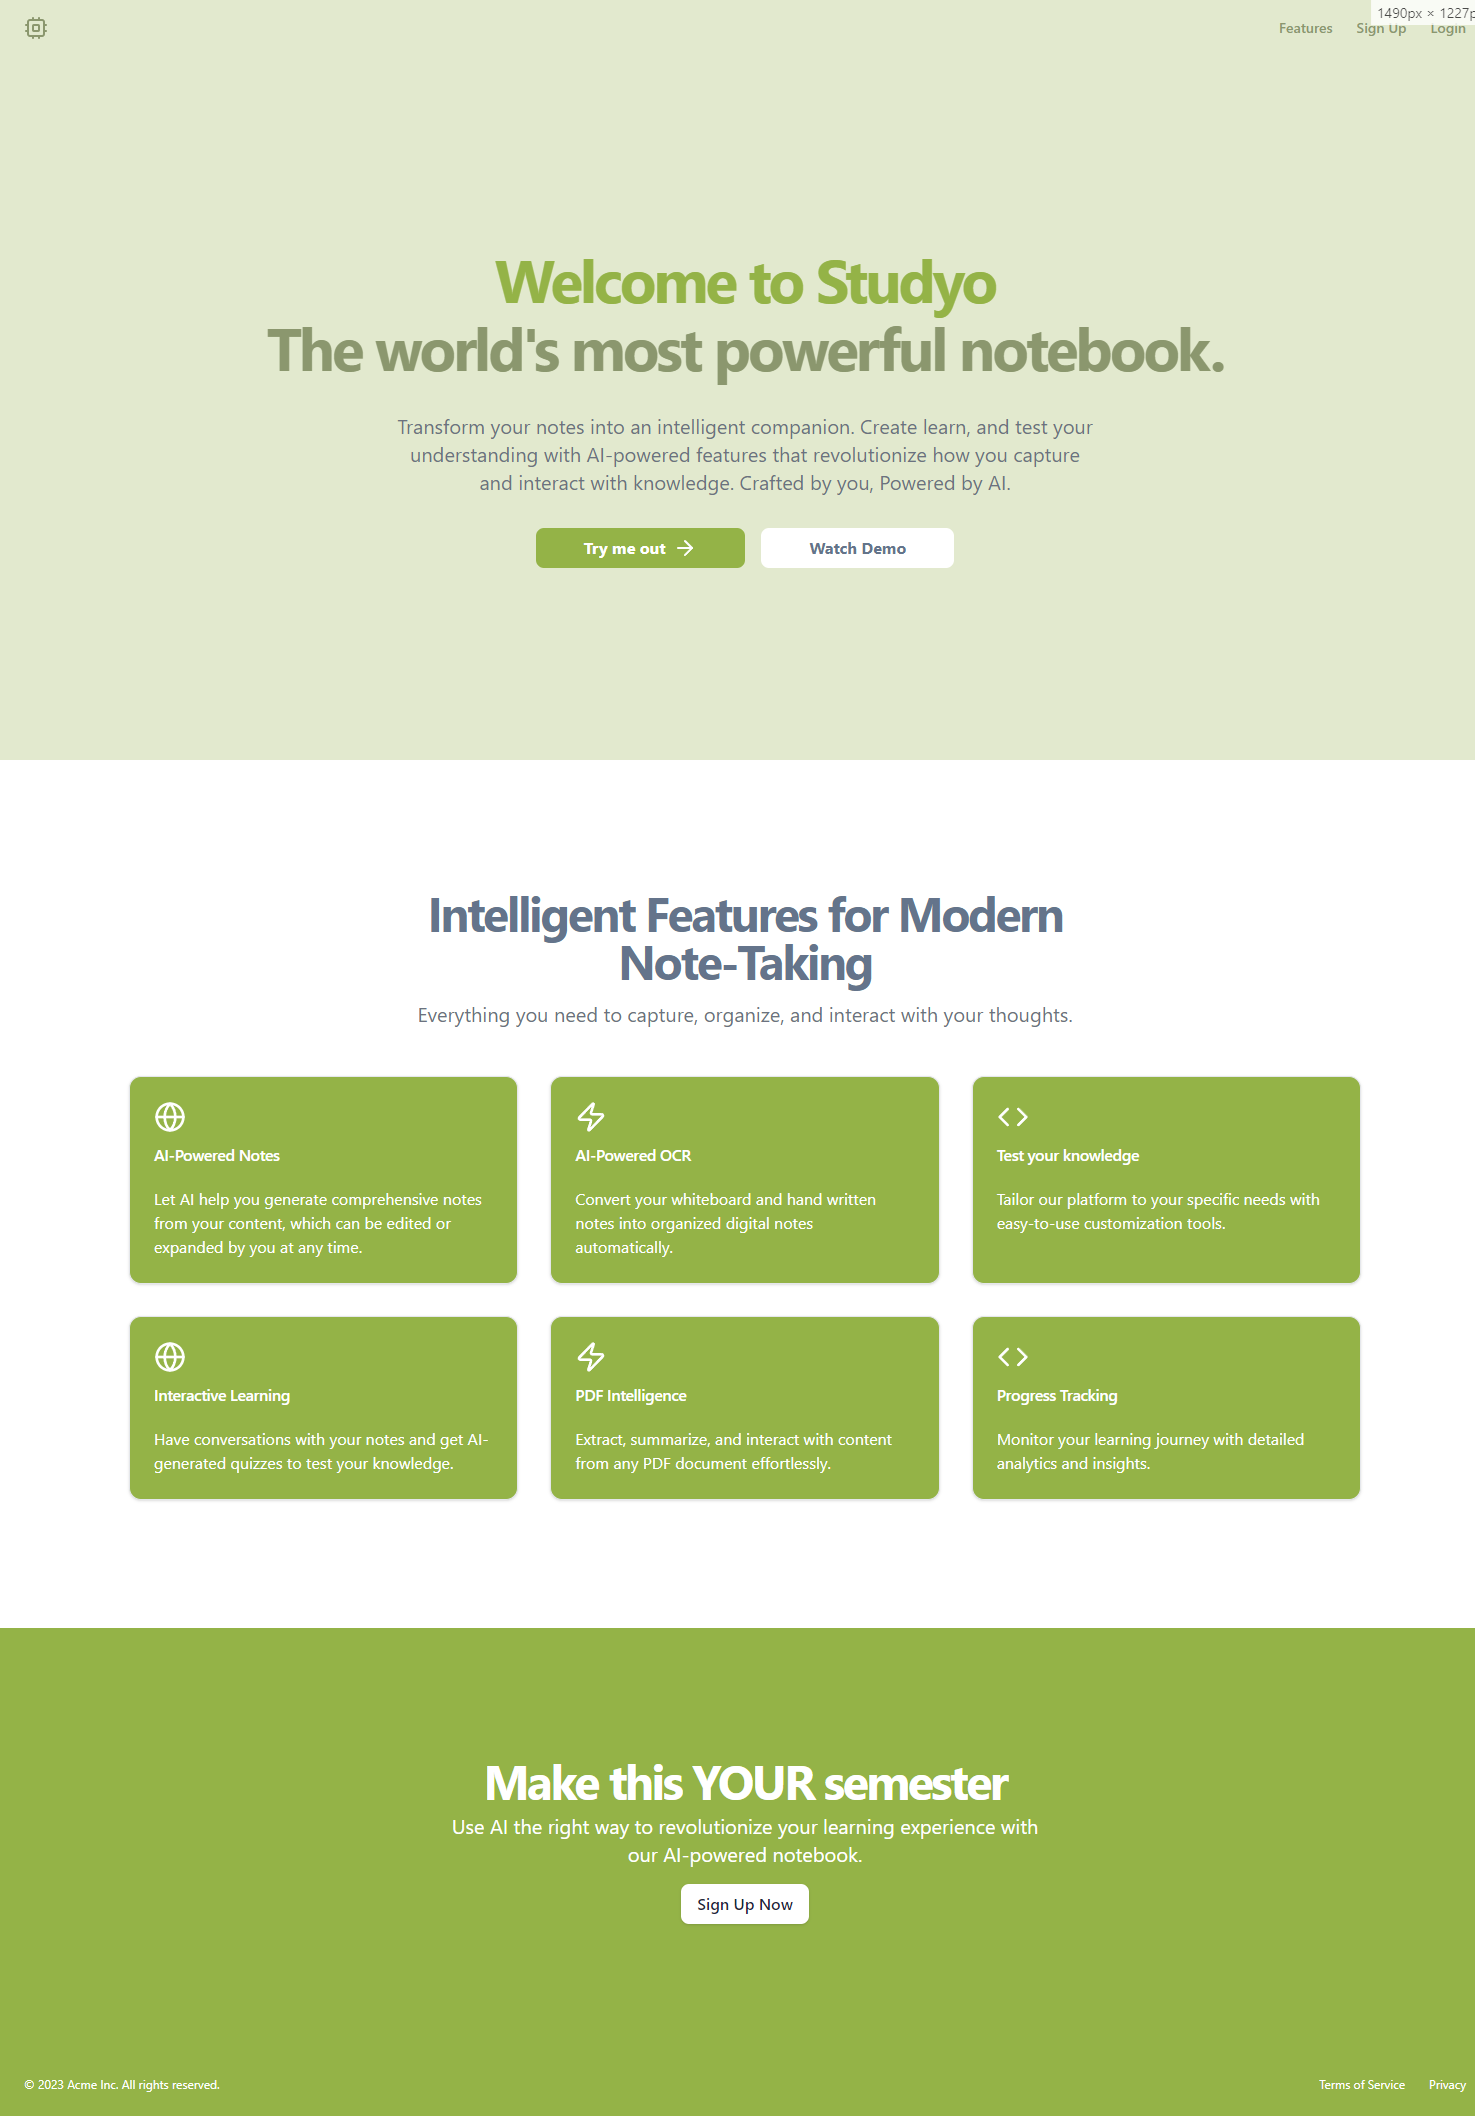 1490px × 1227p
Features Sign Up Login
Welcome to Studyo
The world's most powerful notebook.
Transform your notes into an intelligent companion. Create learn, and test your
understanding with AI-powered features that revolutionize how you capture
and interact with knowledge. Crafted by you, Powered by AI.
Try me out
Watch Demo
Intelligent Features for Modern
Note-Taking
Everything you need to capture, organize, and interact with your thoughts.
AI-Powered Notes
Let AI help you generate comprehensive notes
from your content, which can be edited or
expanded by you at any time.
AI-Powered OCR
Convert your whiteboard and hand written
notes into organized digital notes
automatically.
Test your knowledge
Tailor our platform to your specific needs with
easy-to-use customization tools.
Interactive Learning
Have conversations with your notes and get AI-
generated quizzes to test your knowledge.
PDF Intelligence
Extract, summarize, and interact with content
from any PDF document effortlessly.
Progress Tracking
Monitor your learning journey with detailed
analytics and insights.
Make this YOUR semester
Use AI the right way to revolutionize your learning experience with
our AI-powered notebook.
Sign Up Now
© 2023 Acme Inc. All rights reserved.
Terms of Service Privacy